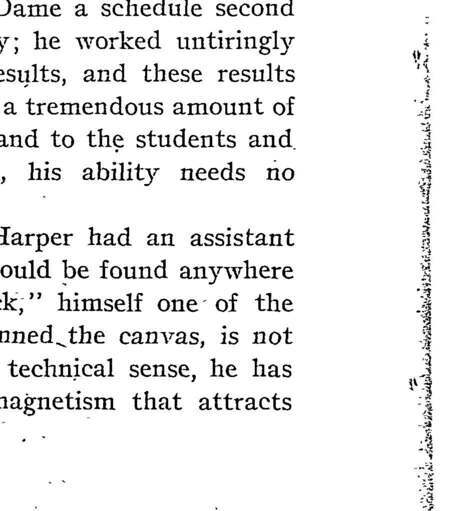 Dame a schedule second
y; he worked untiringly
esults, and these results
a tremendous amount of
and to the students and
, his ability needs no
Harper had an assistant
ould be found anywhere
ck," himself one of the
nned the canvas, is not
technical sense, he has
magnetism that attracts